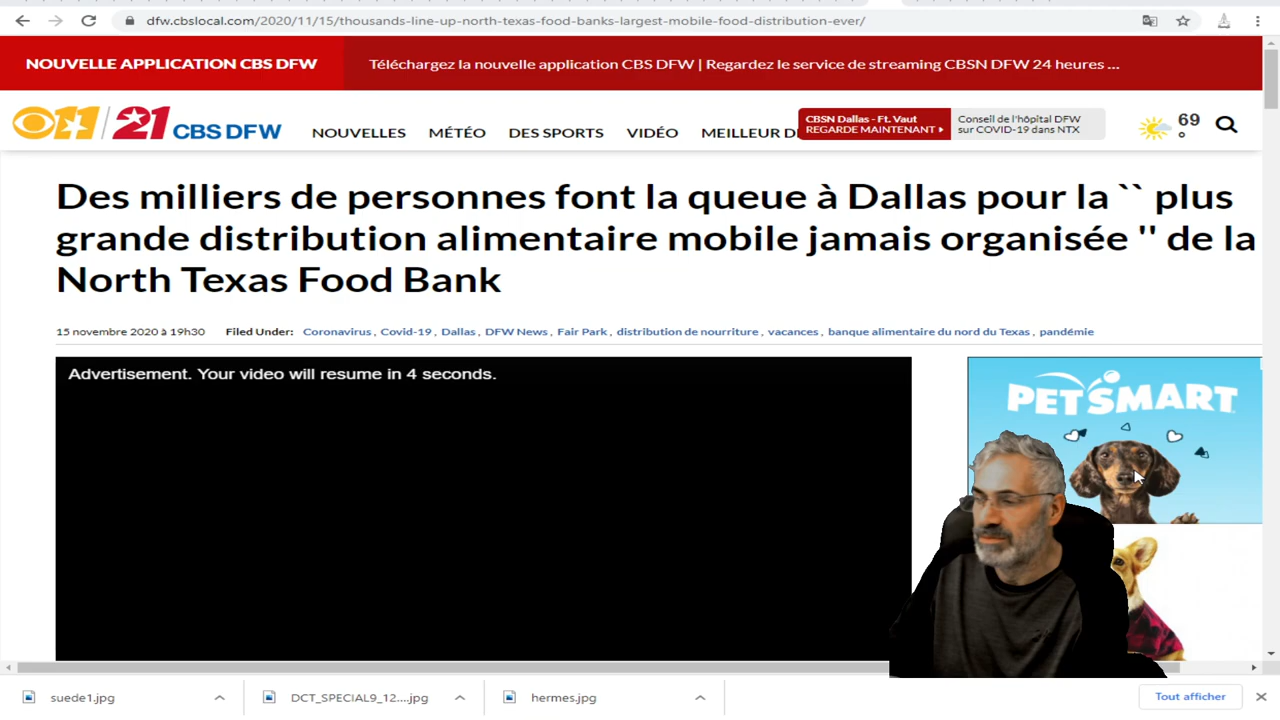 dfw.cbslocal.com/2020/11/15/thousands-line-up-north-texas-food-banks-largest-mobile-food-distribution-ever/
NOUVELLE APPLICATION CBS DFW
Téléchargez la nouvelle application CBS DFW | Regardez le service de streaming CBSN DFW 24 heures ...
11/21 CBS DFW
NOUVELLES MÉTÉO DES SPORTS VIDÉO MEILLEUR
CBSN Dallas - Ft. Vaut
REGARDE MAINTENANT
Conseil de l'hôpital DFW
sur COVID-19 dans NTX
69
°
Des milliers de personnes font la queue à Dallas pour la `` plus
grande distribution alimentaire mobile jamais organisée '' de la
North Texas Food Bank
15 novembre 2020 à 19h30 Filed Under: Coronavirus , Covid-19 , Dallas , DFW News , Fair Park , distribution de nourriture , vacances , banque alimentaire du nord du Texas , pandémie
Advertisement. Your video will resume in 4 seconds.
PETSMART
suede1.jpg
DCT_SPECIAL9_12....jpg
hermes.jpg
Tout afficher